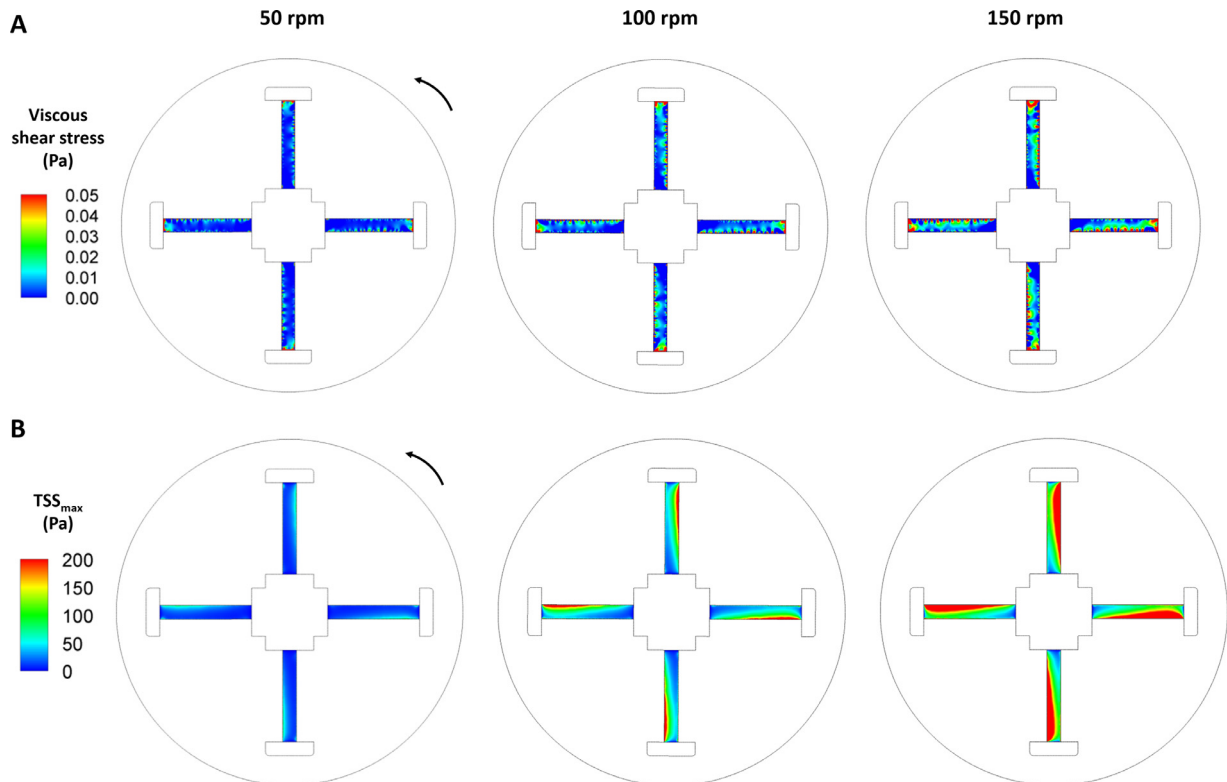 A
50 rpm
100 rpm
150 rpm
Viscous
shear stress
(Pa)
0.05
0.04
0.03
0.02
0.01
0.00
B
TSSmax
(Pa)
200
150
100
50
0